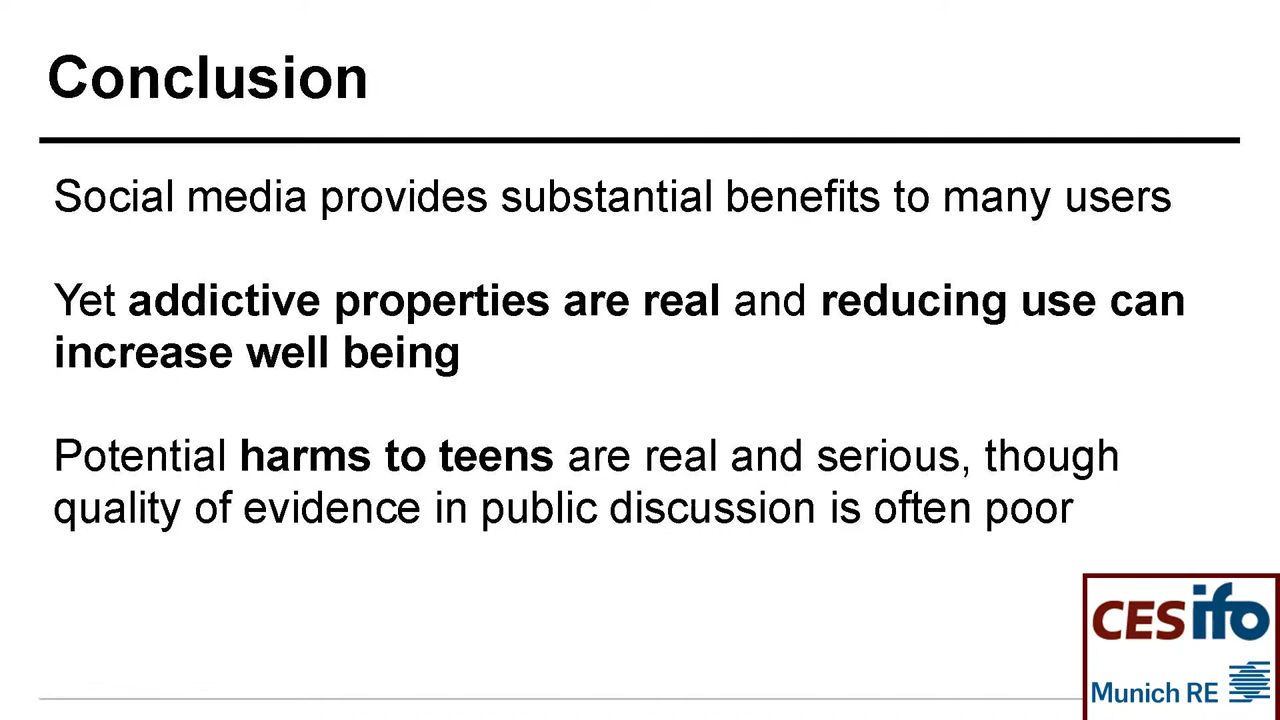 Conclusion
Social media provides substantial benefits to many users
Yet addictive properties are real and reducing use can
increase well being
Potential harms to teens are real and serious, though
quality of evidence in public discussion is often poor
CESifo
Munich RE